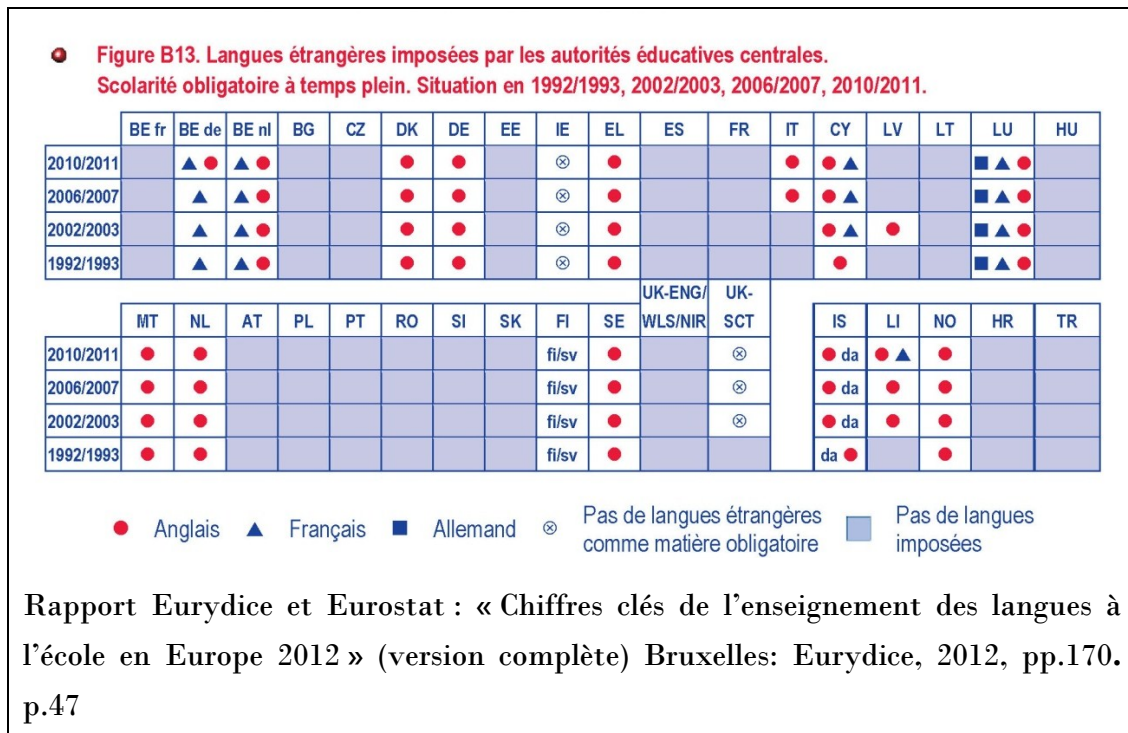 Figure B13. Langues étrangères imposées par les autorités éducatives centrales.
Scolarité obligatoire à temps plein. Situation en 1992/1993, 2002/2003, 2006/2007, 2010/2011.
BE fr BE de BE nl BG CZ DK DE EE IE EL ES FR IT CY LV LT LU HU
2010/2011
2006/2007
2002/2003
1992/1993
UK-ENG/ UK-
MT NL AT PL PT RO SI SK FI SE WLS/NIR SCT IS LI NO HR TR
2010/2011 fi/sv da
2006/2007 fi/sv da
2002/2003 fi/sv da
1992/1993 fi/sv da
Anglais Français Allemand Pas de langues étrangères Pas de langues
comme matière obligatoire imposées
Rapport Eurydice et Eurostat : « Chiffres clés de l'enseignement des langues à
l'école en Europe 2012 » (version complète) Bruxelles: Eurydice, 2012, pp.170.
p.47